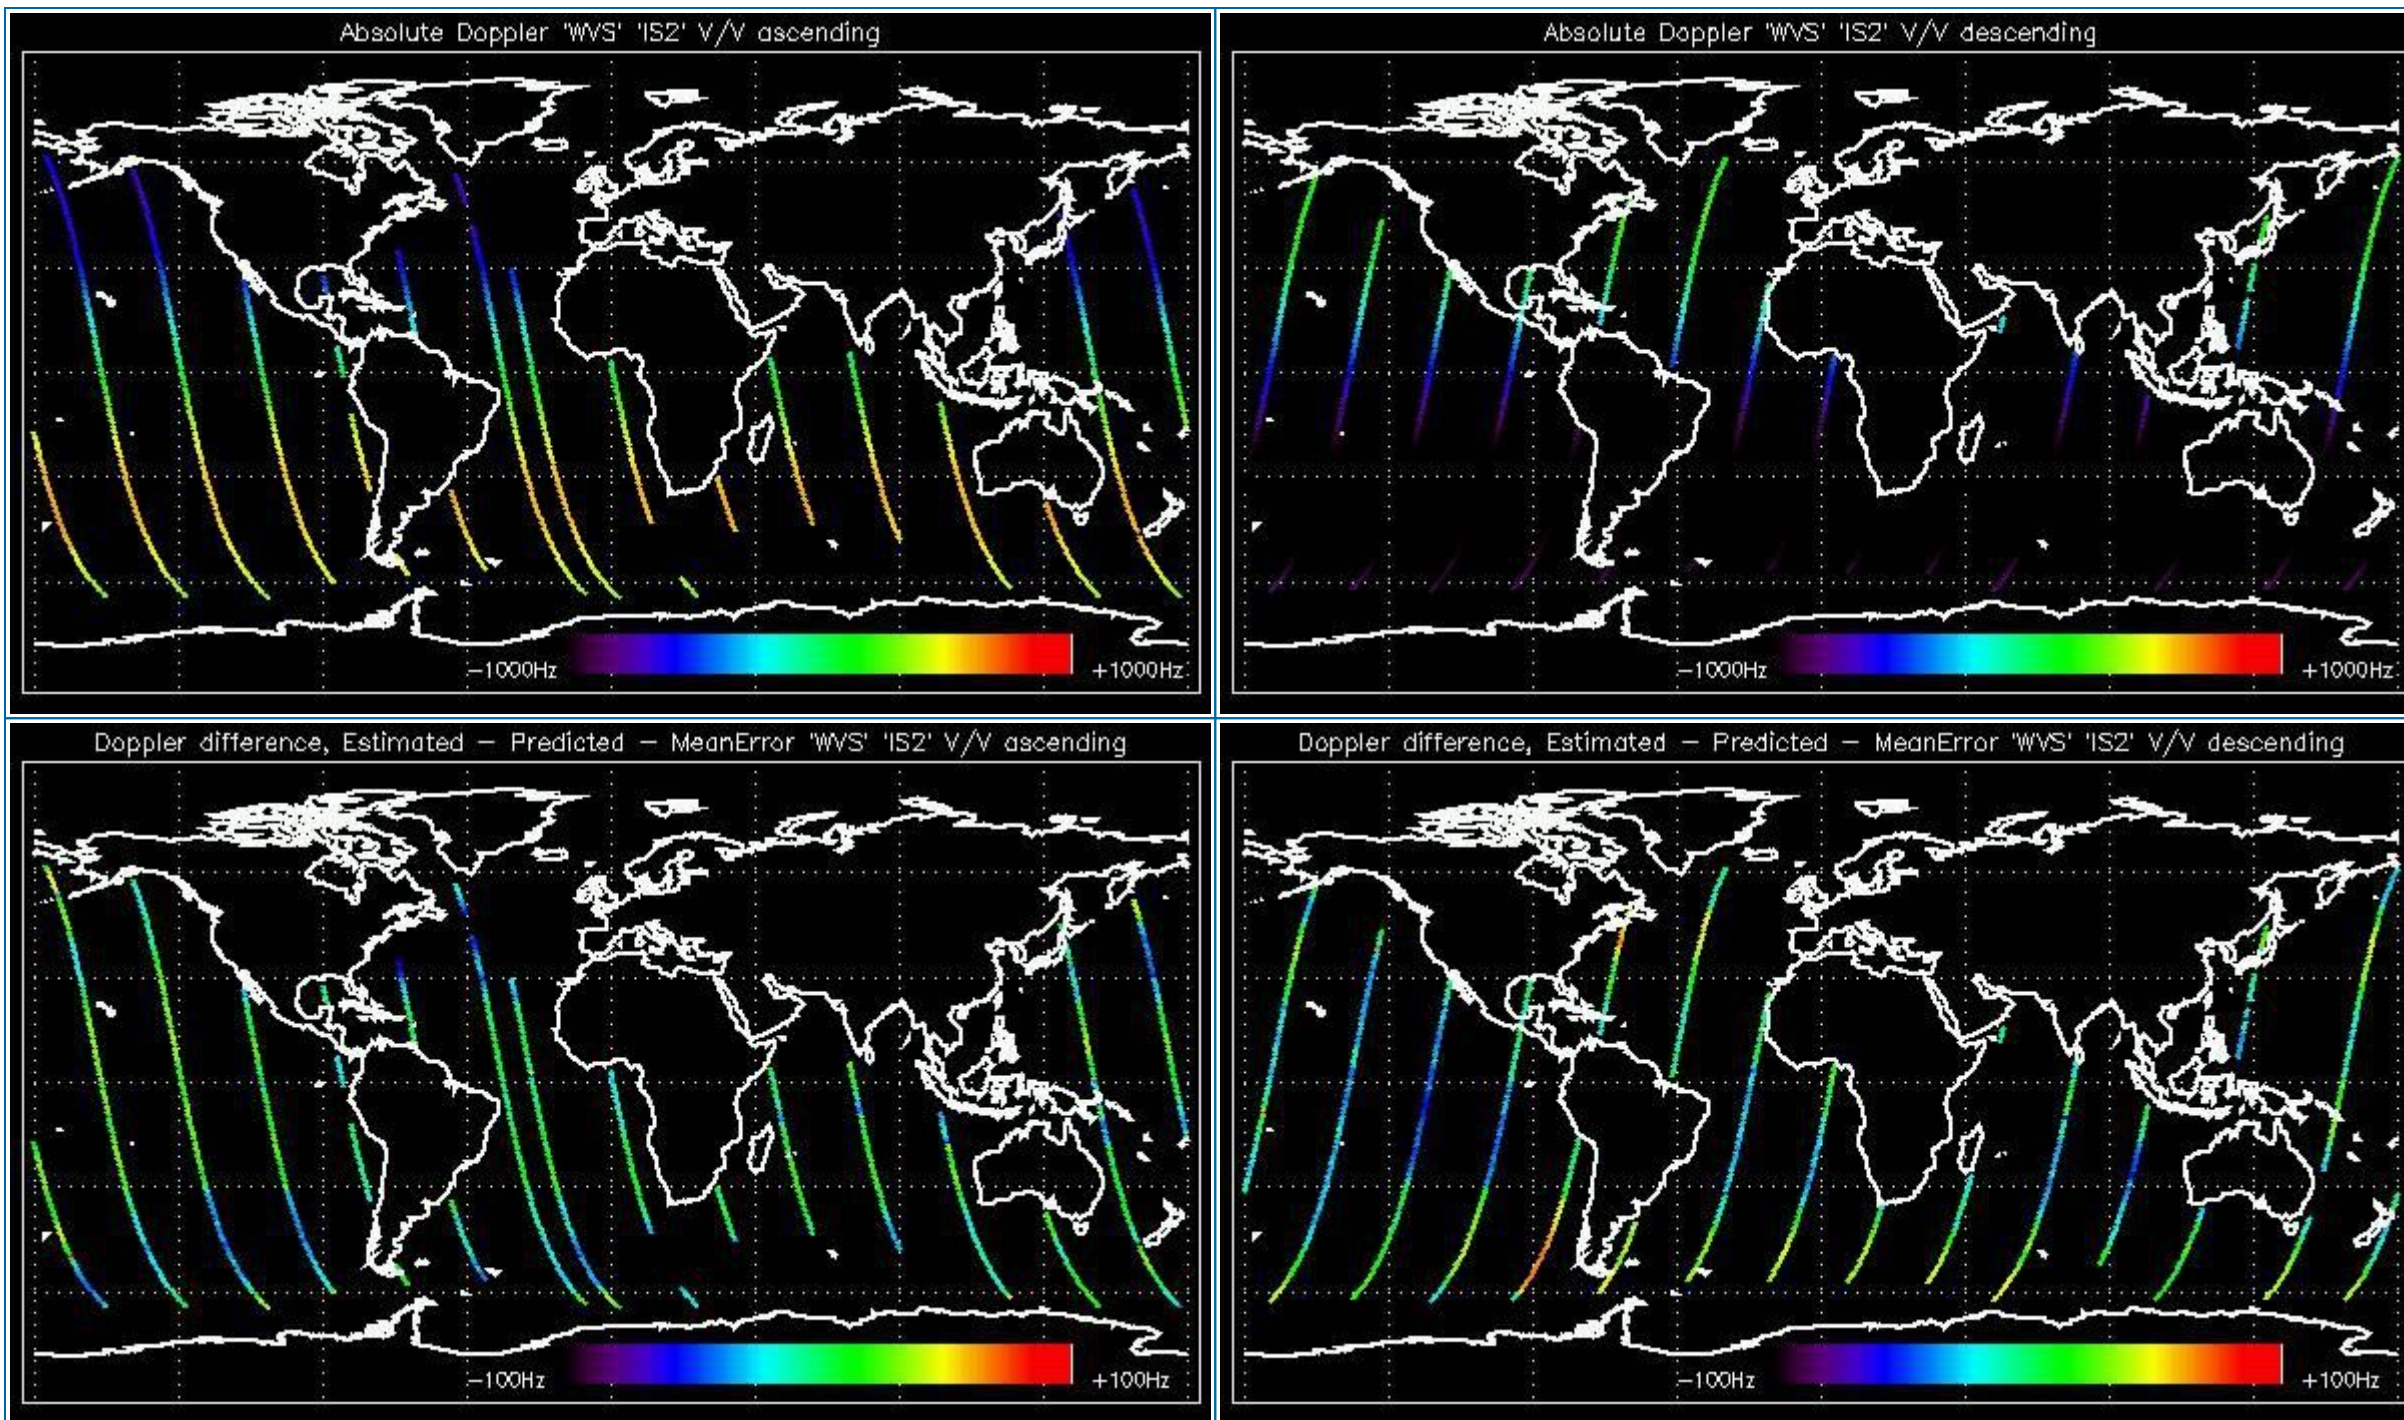 Absolute Doppler 'WVS' 'IS2' V/V ascending
−1000Hz +1000Hz
Absolute Doppler 'WVS' 'IS2' V/V descending
−1000Hz +1000Hz
Doppler difference, Estimated − Predicted − MeanError 'WVS' 'IS2' V/V ascending
−100Hz +100Hz
Doppler difference, Estimated − Predicted − MeanError 'WVS' 'IS2' V/V descending
−100Hz +100Hz